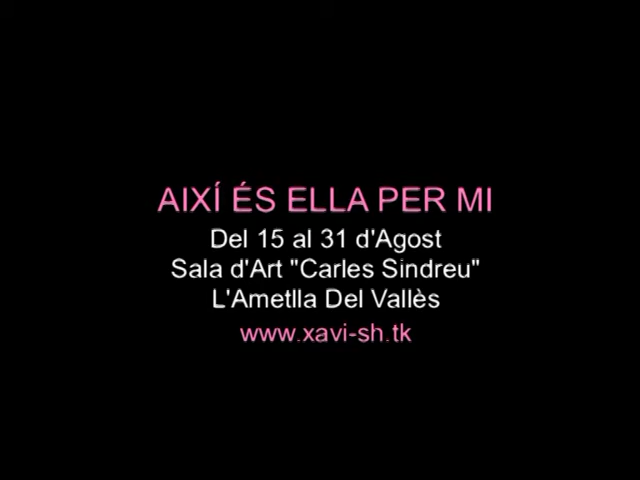 AIXÍ ÉS ELLA PER MI
Del 15 al 31 d'Agost
Sala d'Art "Carles Sindreu"
L'Ametlla Del Vallès
www.xavi-sh.tk